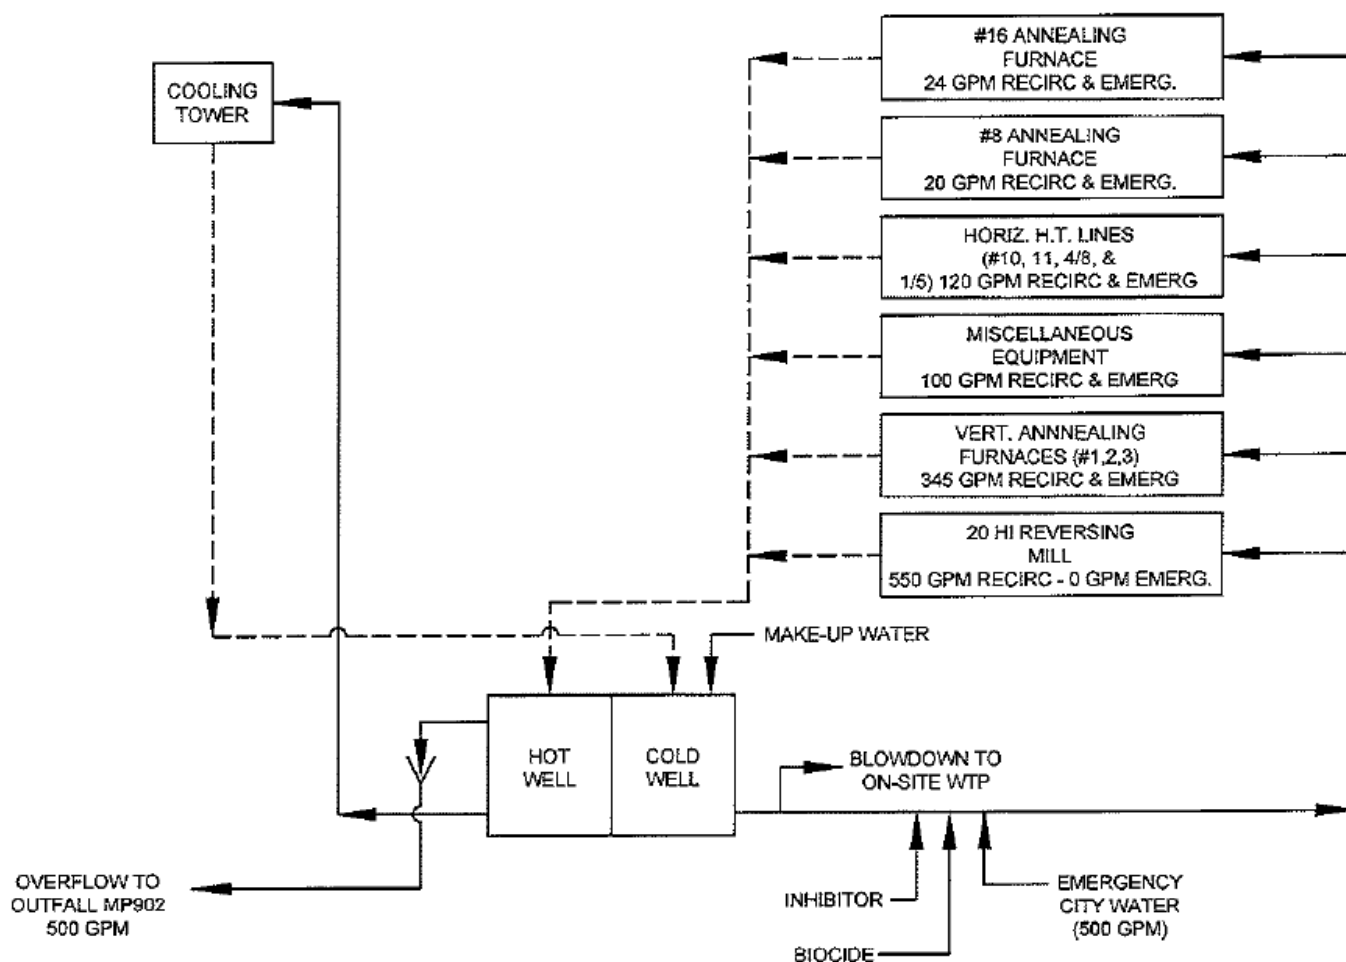 #16 ANNEALING
FURNACE
24 GPM RECIRC & EMERG.
COOLING
TOWER
#8 ANNEALING
FURNACE
20 GPM RECIRC & EMERG.
HORIZ. H.T. LINES
(#10, 11, 4/8, &
1/5) 120 GPM RECIRC & EMERG
MISCELLANEOUS
EQUIPMENT
100 GPM RECIRC & EMERG
VERT. ANNNEALING
FURNACES (#1,2,3)
345 GPM RECIRC & EMERG
20 HI REVERSING
MILL
550 GPM RECIRC - 0 GPM EMERG.
MAKE-UP WATER
HOT
WELL
COLD
WELL
BLOWDOWN TO
ON-SITE WTP
OVERFLOW TO
OUTFALL MP902
500 GPM
INHIBITOR
BIOCIDE
EMERGENCY
CITY WATER
(500 GPM)